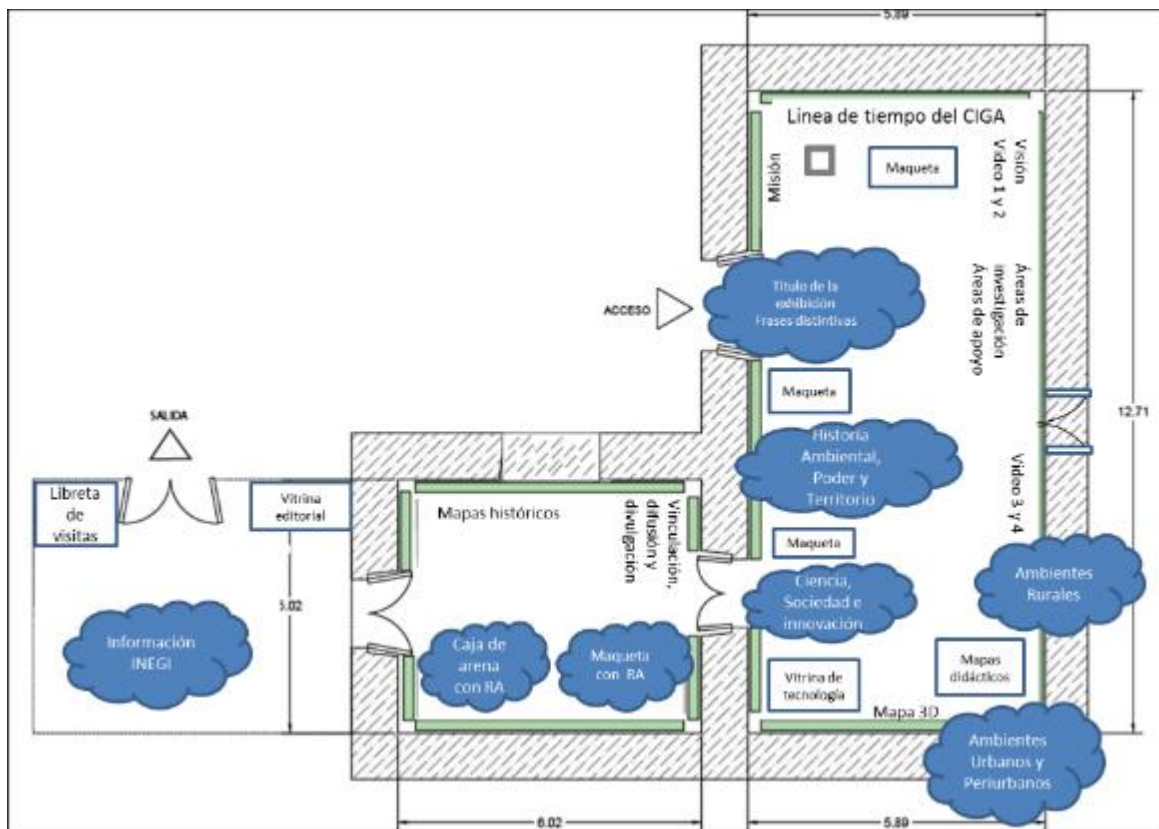 5.89
Línea de tiempo del CIGA
Misión
Maqueta
Visión
Video 1 y 2
Título de la
exhibición
Frases distintivas
ACCESO
Áreas de
investigación
Áreas de apoyo
Maqueta
12.71
SALIDA
Historia
Ambiental,
Poder y
Territorio
Video 3 y 4
Libreta
de
visitas
Vitrina
editorial
Mapas históricos
Vinculación,
difusión y
divulgación
Maqueta
Ciencia,
Sociedad e
innovación
Ambientes
Rurales
Información
INEGI
Caja de
arena
con RA
Maqueta
con RA
Vitrina de
tecnología
Mapas
didácticos
Mapa 3D
Ambientes
Urbanos y
Periurbanos
6.02
5.89